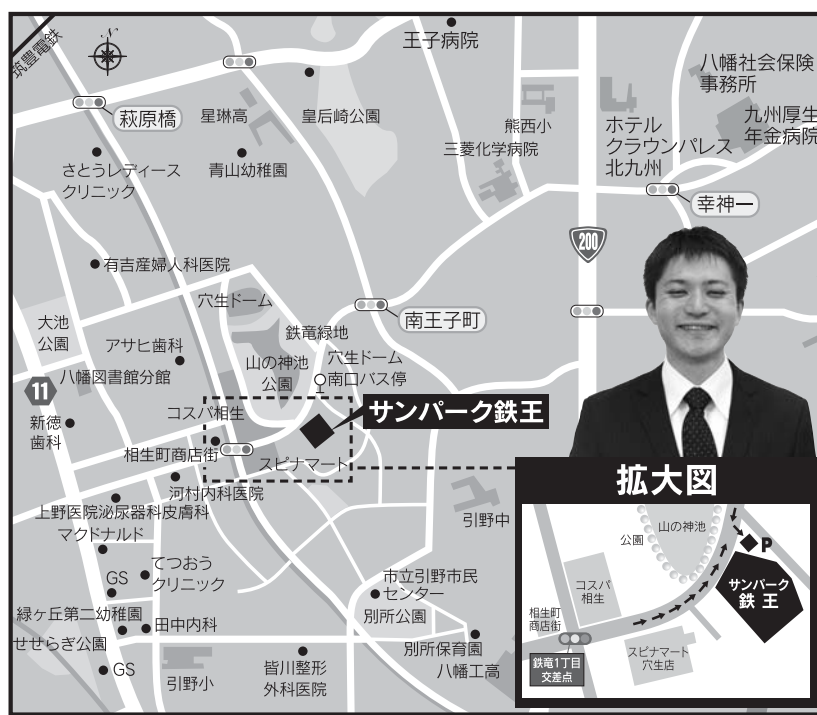 筑豊電鉄
N
王子病院
八幡社会保険
事務所
萩原橋
星琳高
皇后崎公園
熊西小
三菱化学病院
ホテル
クラウンパレス
北九州
九州厚生
年金病院
さとうレディース
クリニック
青山幼稚園
幸神一
200
有吉産婦人科医院
穴生ドーム
南王子町
大池
公園
鉄竜緑地
アサヒ歯科
山の神池
公園
穴生ドーム
南口バス停
八幡図書館分館
11
新徳
歯科
コスパ相生
サンパーク鉄王
相生町商店街
スピナマート
河村内科医院
上野医院泌尿器科皮膚科
マクドナルド
引野中
GS
てつおう
クリニック
市立引野市民
センター
緑ヶ丘第二幼稚園
田中内科
別所公園
せせらぎ公園
別所保育園
八幡工高
GS
引野小
皆川整形
外科医院
拡大図
山の神池
公園
P
コスパ
相生
サンパーク
鉄王
相生町
商店街
鉄竜1丁目
交差点
スピナマート
穴生店